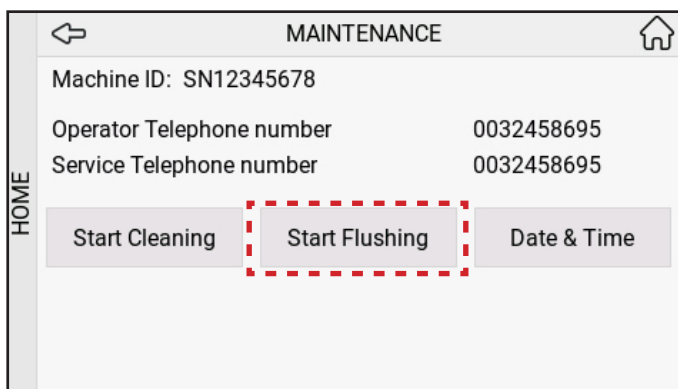 MAINTENANCE
HOME
Machine ID: SN12345678
Operator Telephone number 0032458695
Service Telephone number 0032458695
Start Cleaning Start Flushing Date & Time